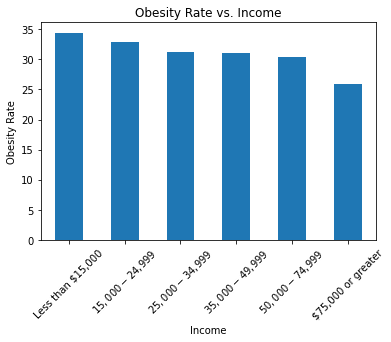 Obesity Rate vs. Income
Obesity Rate
35
30
25
20
15
10
5
0
Less than $15,000
15,000−24,999
25,000−34,999
35,000−49,999
50,000−74,999
$75,000 or greater
Income